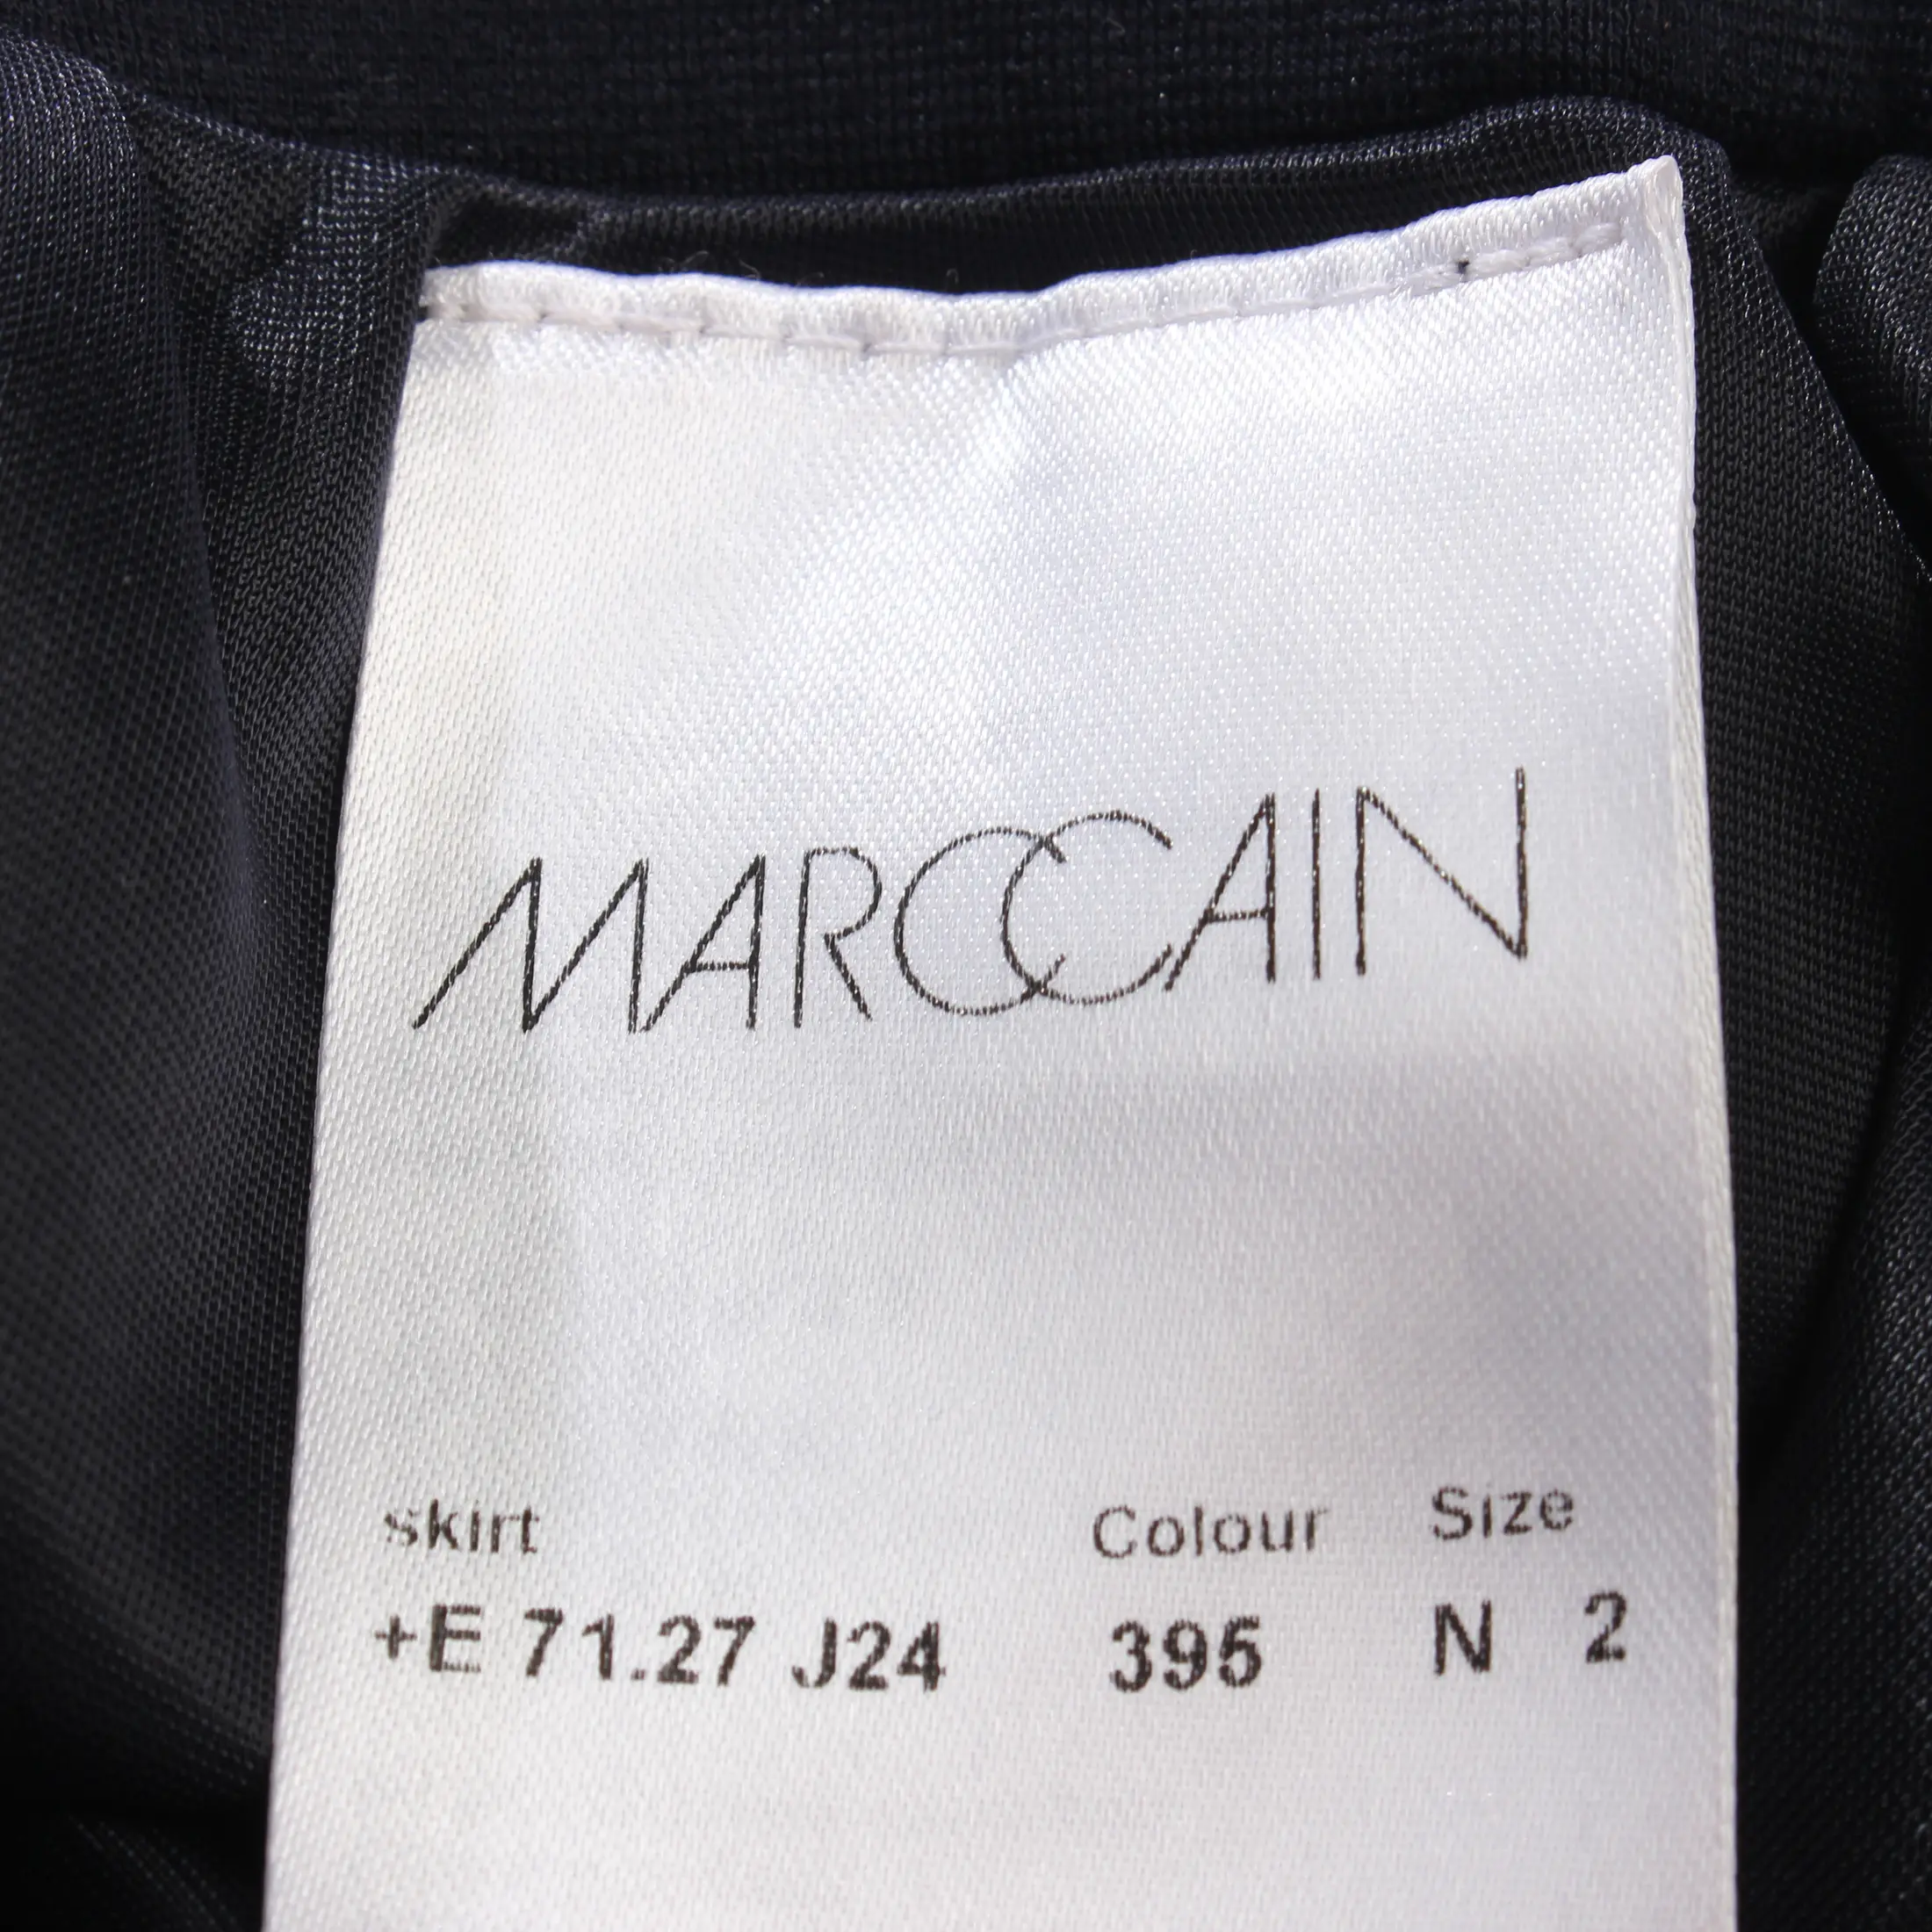 MARCCAIN
skirt Colour Size
+E 71.27 J24 395 N 2